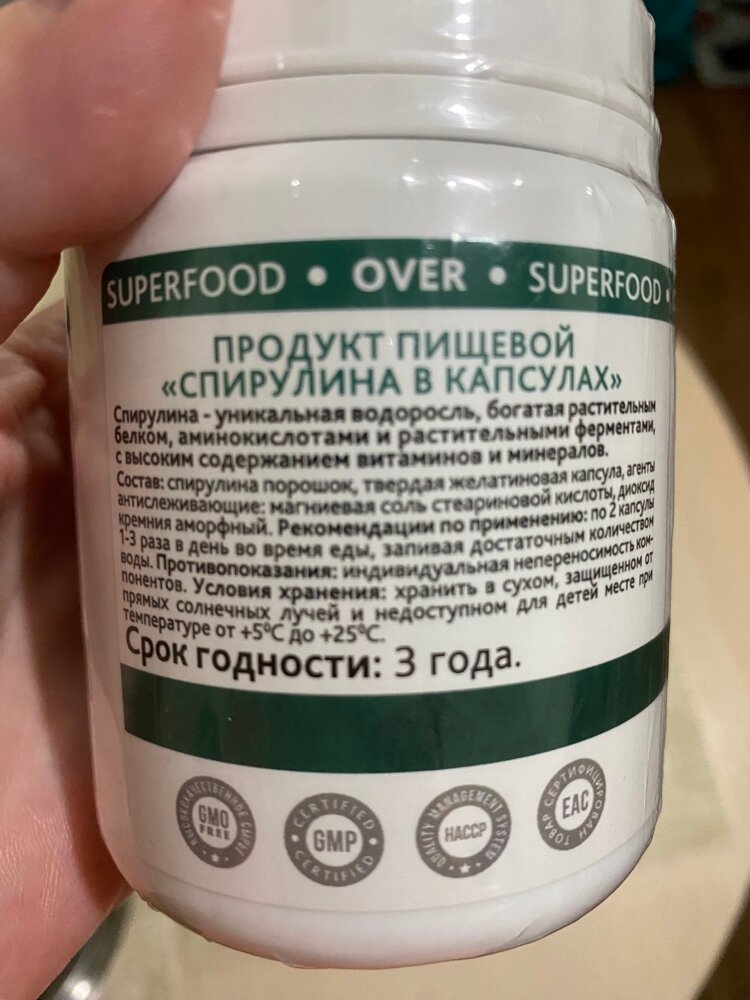 SUPERFOOD • OVER • SUPERFOOD •
ПРОДУКТ ПИЩЕВОЙ
«СПИРУЛИНА В КАПСУЛАХ»
Спирулина - уникальная водоросль, богатая растительным
белком, аминокислотами и растительными ферментами,
с высоким содержанием витаминов и минералов.
Состав: спирулина порошок, твердая желатиновая капсула, агенты
антислеживающие: магниевая соль стеариновой кислоты, диоксид
кремния аморфный. Рекомендации по применению: по 2 капсулы
1-3 раза в день во время еды, запивая достаточным количеством
воды. Противопоказания: индивидуальная непереносимость ком-
понентов. Условия хранения: хранить в сухом, защищенном от
прямых солнечных лучей и недоступном для детей месте при
температуре от +5°C до +25°C.
Срок годности: 3 года.
ВЫСОКОКАЧЕСТВЕННОЕ СЫРЬЕ
GMO
FREE
CERTIFIED
GMP
CERTIFIED
QUALITY MANAGEMENT SYSTEM
HACCP
ТОВАР СЕРТИФИЦИРОВАН
EAC